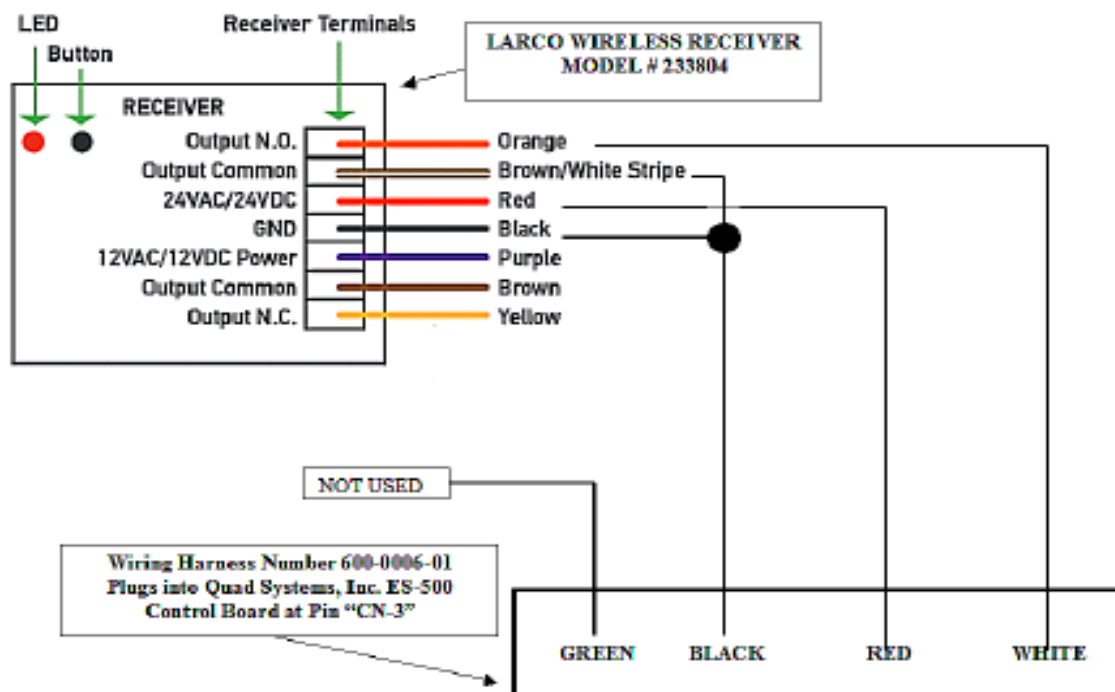 LED
Receiver Terminals
Button
LARCO WIRELESS RECEIVER
MODEL # 233804
RECEIVER
Output N.O.
Orange
Output Common
Brown/White Stripe
24VAC/24VDC
Red
GND
Black
12VAC/12VDC Power
Purple
Output Common
Brown
Output N.C.
Yellow
NOT USED
Wiring Harness Number 600-0006-01
Plugs into Quad Systems, Inc. ES-500
Control Board at Pin “CN-3”
GREEN
BLACK
RED
WHITE